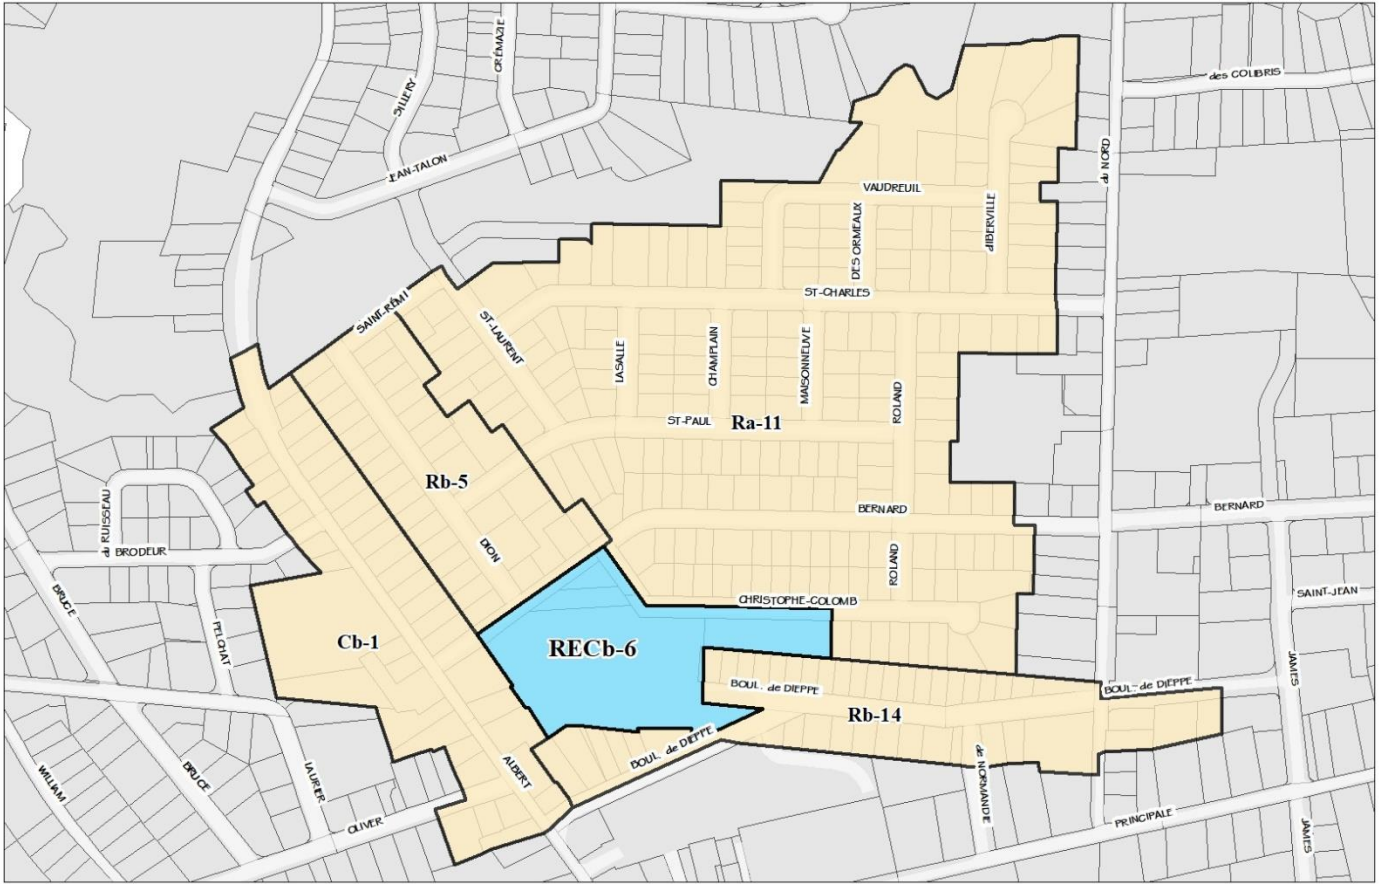 CRÉMAZIE
des COLIBRIS
SILLERY
JEAN-TALON
du NORD
VAUDREUIL
DES ORMEAUX
d'IBERVILLE
ST-CHARLES
SAINT-RÉMI
ST-LAURENT
LASALLE
CHAMPLAIN
MAISONNEUVE
ROLAND
ST-PAUL
Ra-11
Rb-5
BERNARD
BERNARD
du RUISSEAU
BRODEUR
DION
ROLAND
BRUCE
CHRISTOPHE-COLOMB
SAINT-JEAN
PELCHAT
Cb-1
RECb-6
JAMES
BOUL. de DIEPPE
BOUL. de DIEPPE
Rb-14
BOUL. de DIEPPE
ALBERT
WILLIAM
BRUCE
LAURIER
de NORMANDIE
OLIVER
PRINCIPALE
JAMES